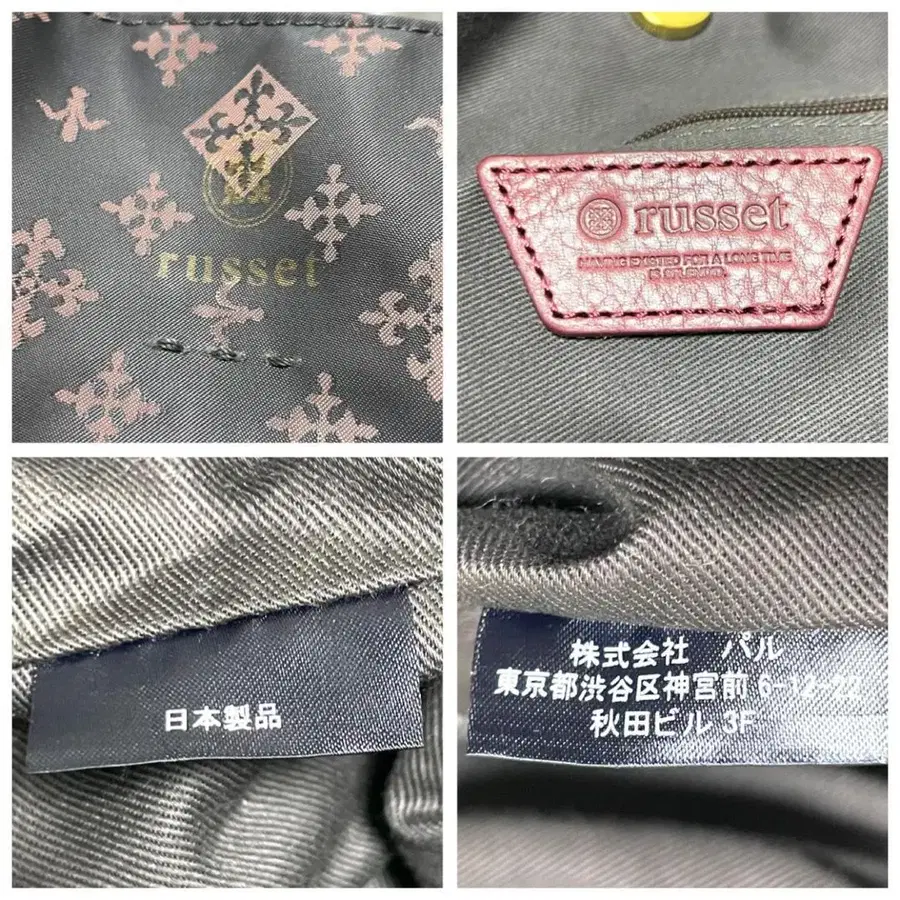 russet
russet
HAVING EXISTED FOR A LONG TIME
IS SPLENDID.
日本製品
株式会社 パル
東京都渋谷区神宮前 6-12-22
秋田ビル 3F